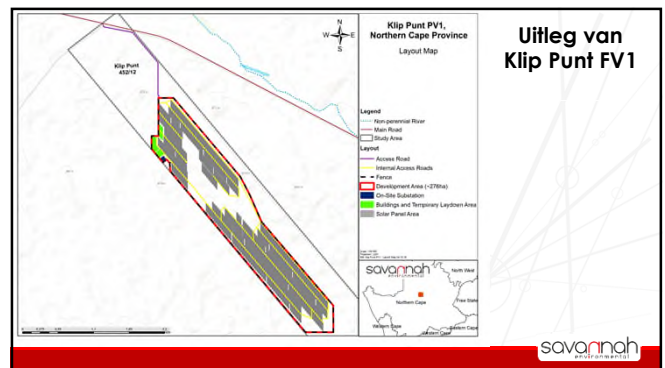 Uitleg van
Klip Punt FV1
Klip Punt PV1,
Northern Cape Province
Layout Map
N
W E
S
Klip Punt
452/12
Legend
Non-perennial River
Main Road
Study Area
Layout
Access Road
Internal Access Roads
Fence
Development Area (~276ha)
On-Site Substation
Buildings and Temporary Laydown Area
Solar Panel Area
savannah
environmental
North West
Northern Cape
Free State
Western Cape
Eastern Cape
savannah
environmental